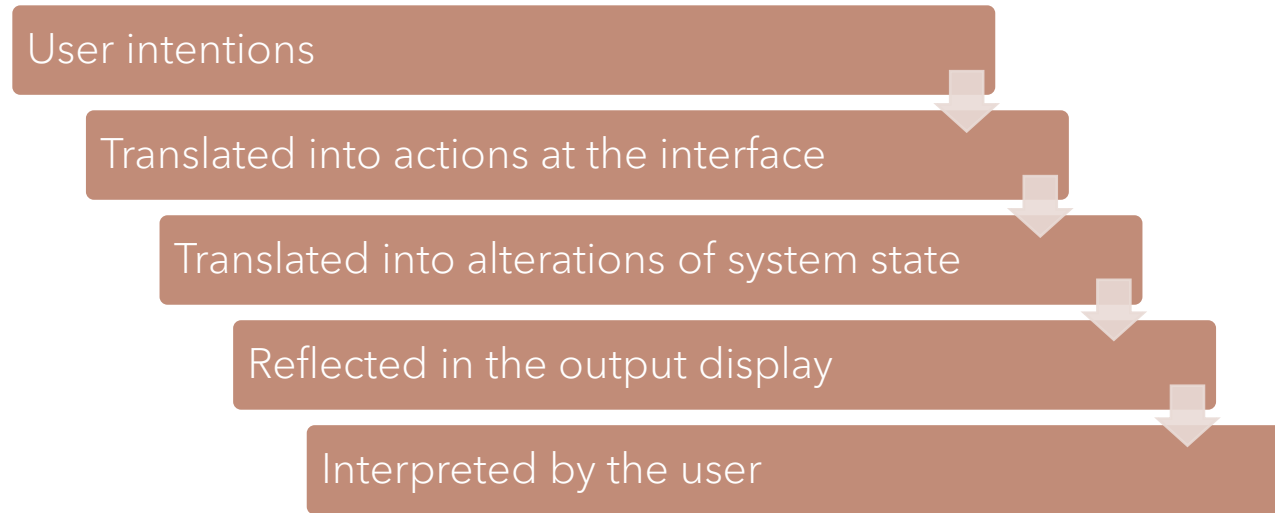 User intentions
Translated into actions at the interface
Translated into alterations of system state
Reflected in the output display
Interpreted by the user